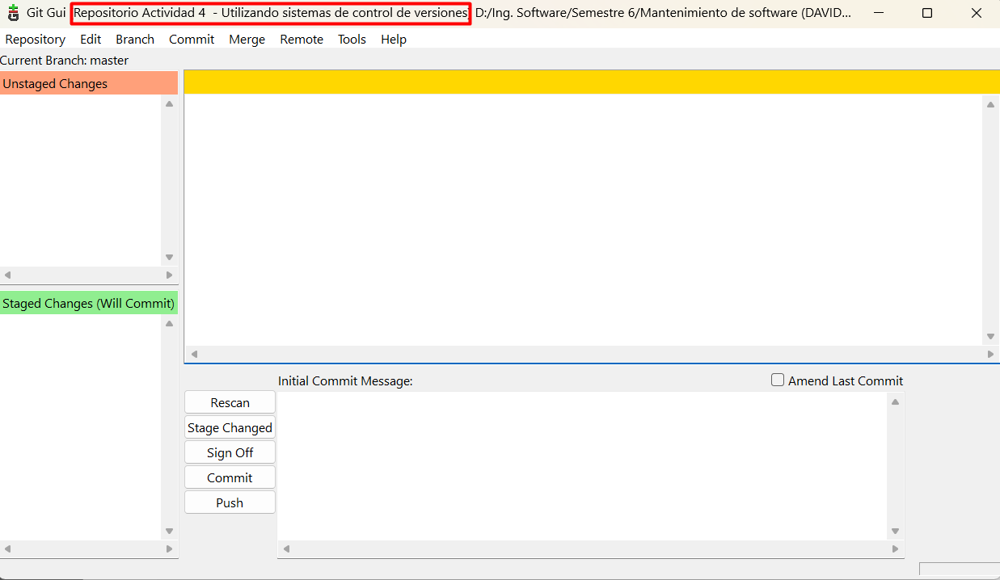 Git Gui (Repositorio Actividad 4 - Utilizando sistemas de control de versiones) D:/Ing. Software/Semestre 6/Mantenimiento de software (DAVID...
Repository Edit Branch Commit Merge Remote Tools Help
Current Branch: master
Unstaged Changes
Staged Changes (Will Commit)
Initial Commit Message:
Amend Last Commit
Rescan
Stage Changed
Sign Off
Commit
Push